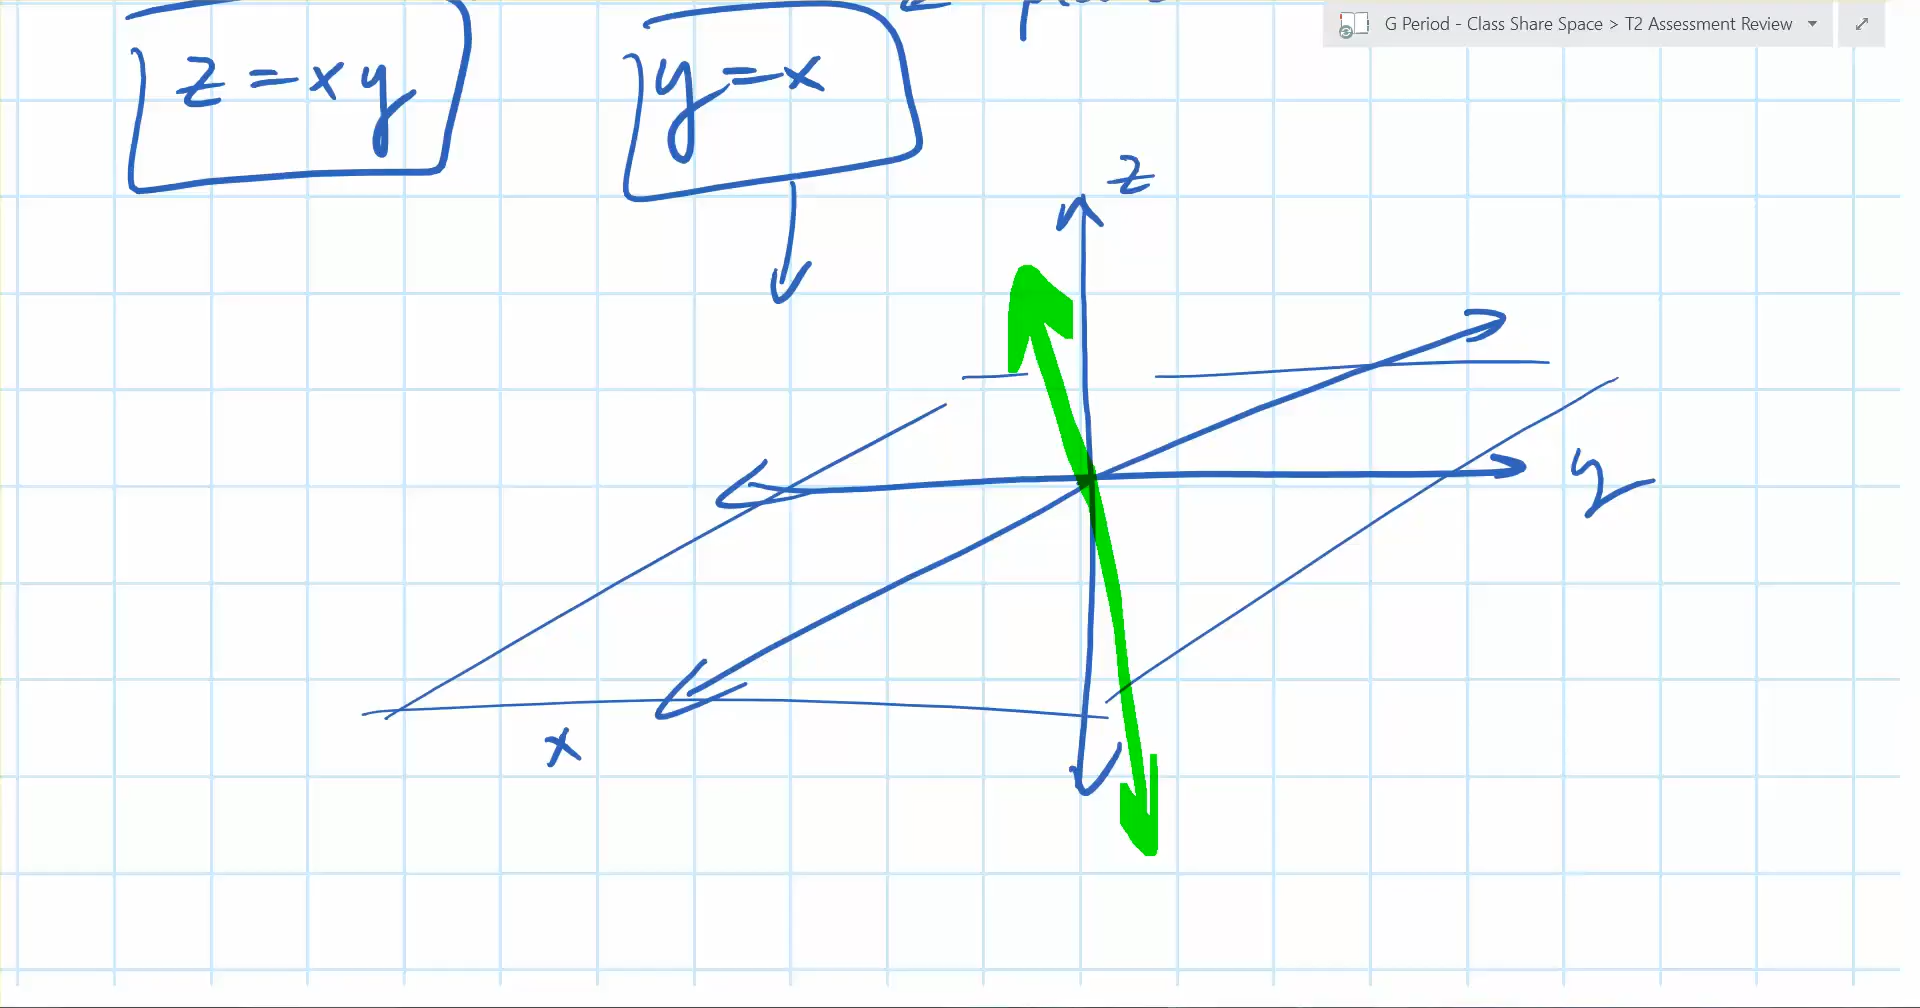 G Period - Class Share Space > T2 Assessment Review
z = xy
y = x
z
y
x